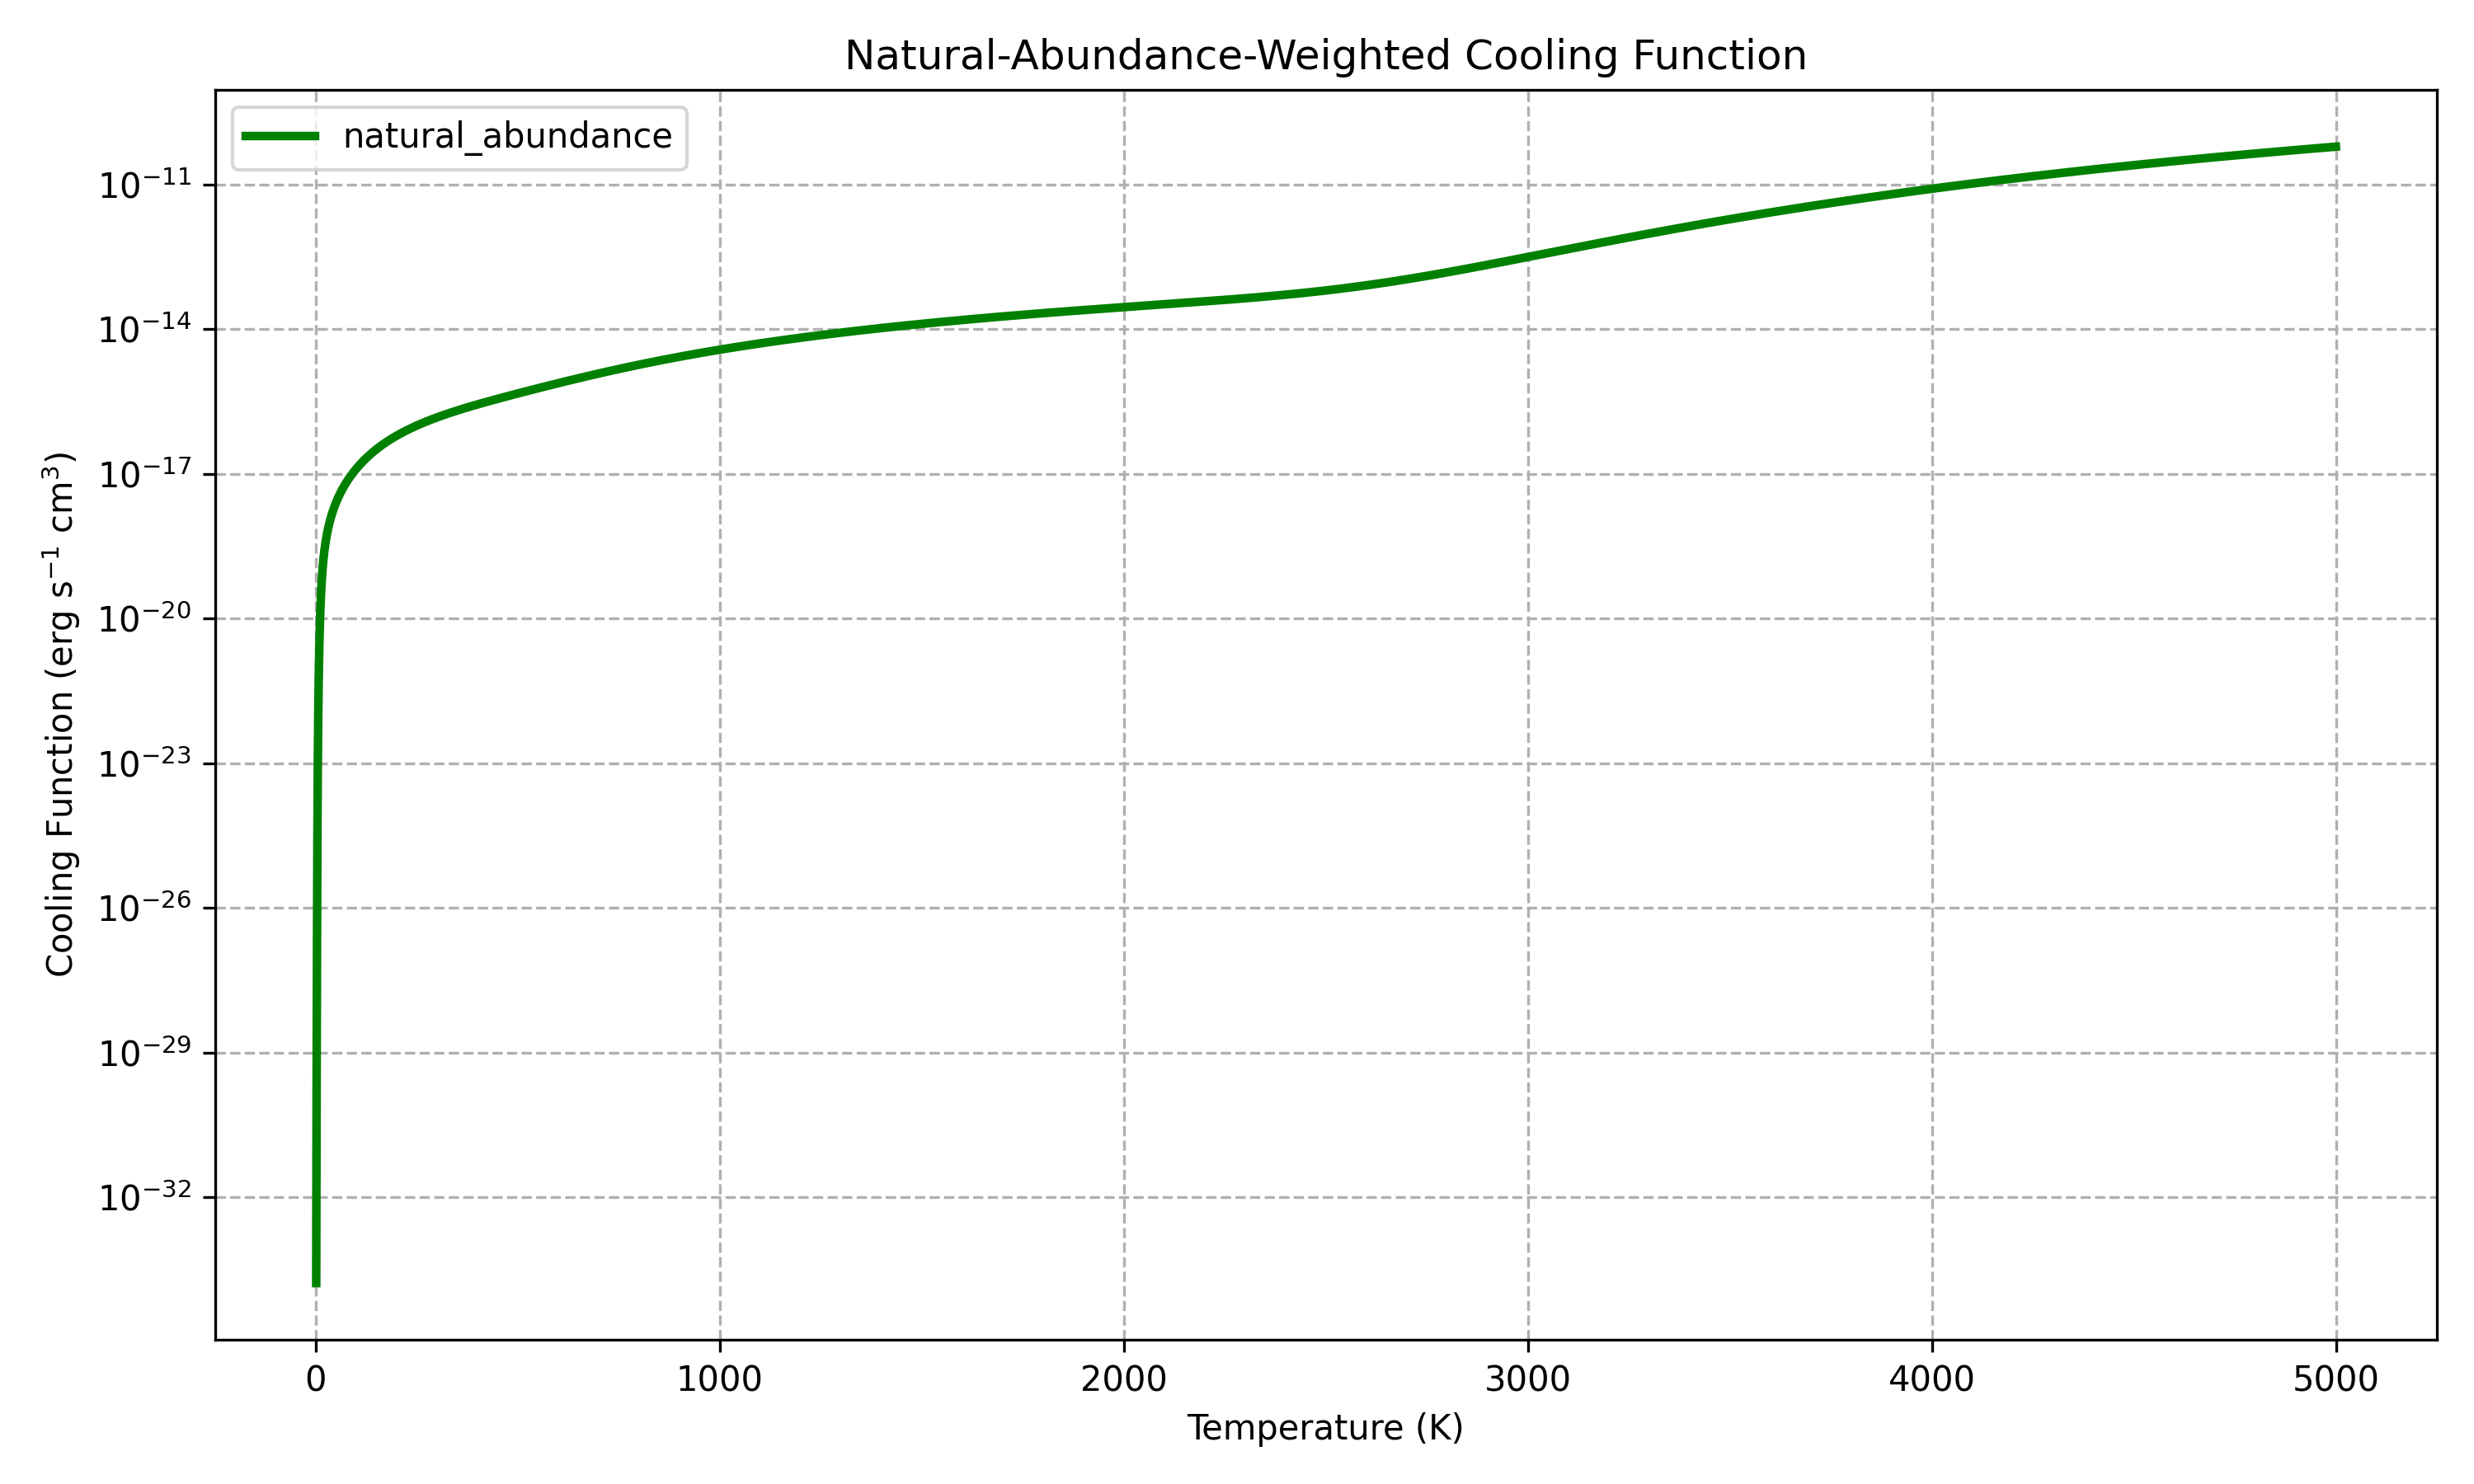 Natural-Abundance-Weighted Cooling Function
natural_abundance
Cooling Function (erg s⁻¹ cm³)
10⁻¹¹
10⁻¹⁴
10⁻¹⁷
10⁻²⁰
10⁻²³
10⁻²⁶
10⁻²⁹
10⁻³²
0 1000 2000 3000 4000 5000
Temperature (K)